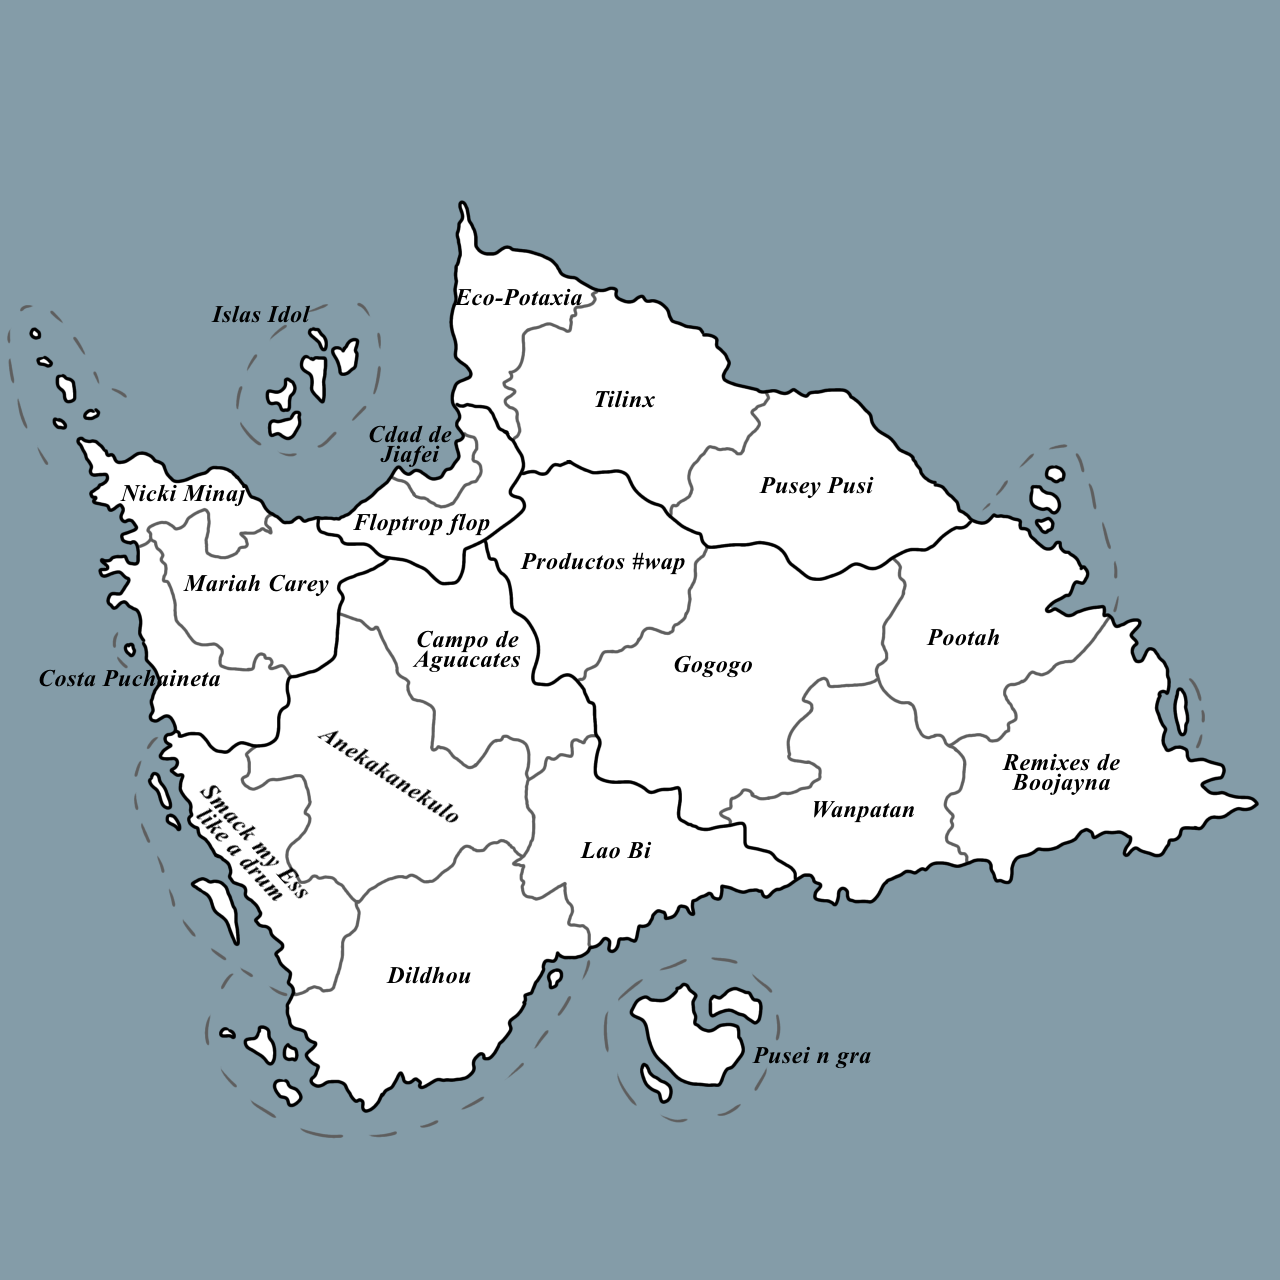 Eco-Potaxia
Islas Idol
Tilinx
Cdad de
Jiafei
Pusey Pusi
Nicki Minaj
Floptrop flop
Productos #wap
Mariah Carey
Campo de
Aguacates
Pootah
Gogogo
Costa Puchaineta
Anekakanekulo
Remixes de
Boojayna
Smack my Ess
like a drum
Wanpatan
Lao Bi
Dildhou
Pusei n gra